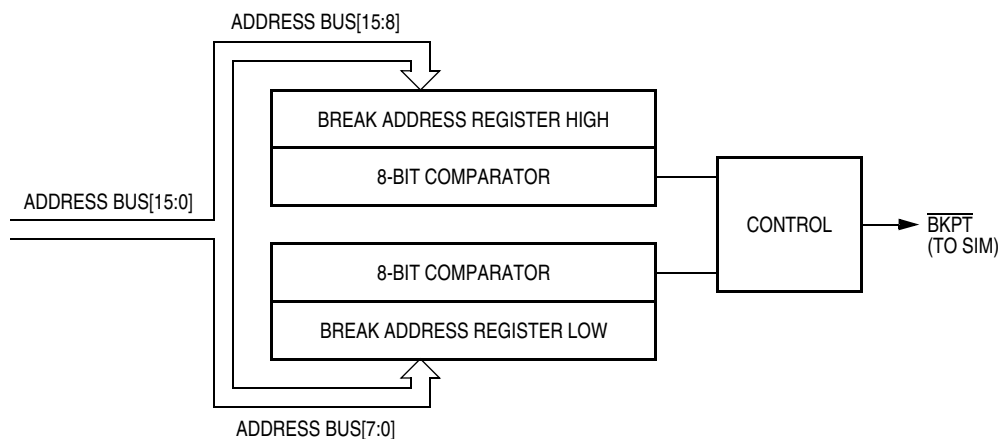 ADDRESS BUS[15:8]
BREAK ADDRESS REGISTER HIGH
8-BIT COMPARATOR
ADDRESS BUS[15:0]
CONTROL
BKPT
(TO SIM)
8-BIT COMPARATOR
BREAK ADDRESS REGISTER LOW
ADDRESS BUS[7:0]